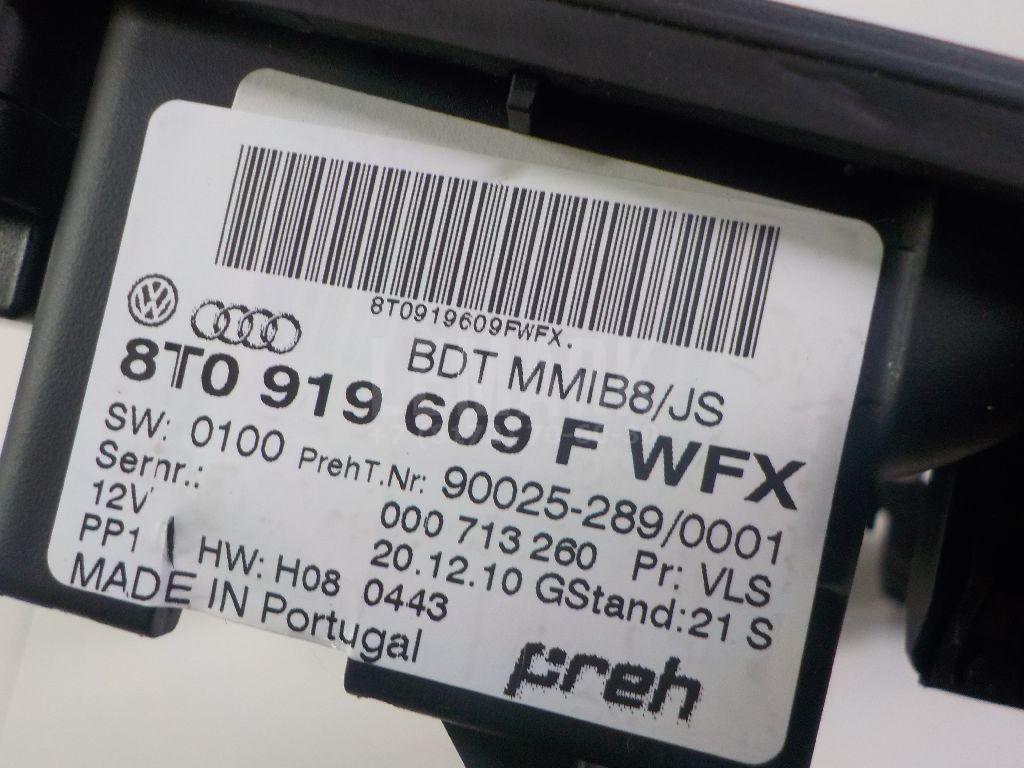 8T0919609FWFX.
BDT MMIB8/JS
8T0 919 609 F WFX
SW: 0100 PrehT.Nr: 90025-289/0001
Sernr.: 000 713 260 Pr: VLS
12V 20.12.10 GStand:21 S
PP1 HW: H08 0443
MADE IN Portugal
preh